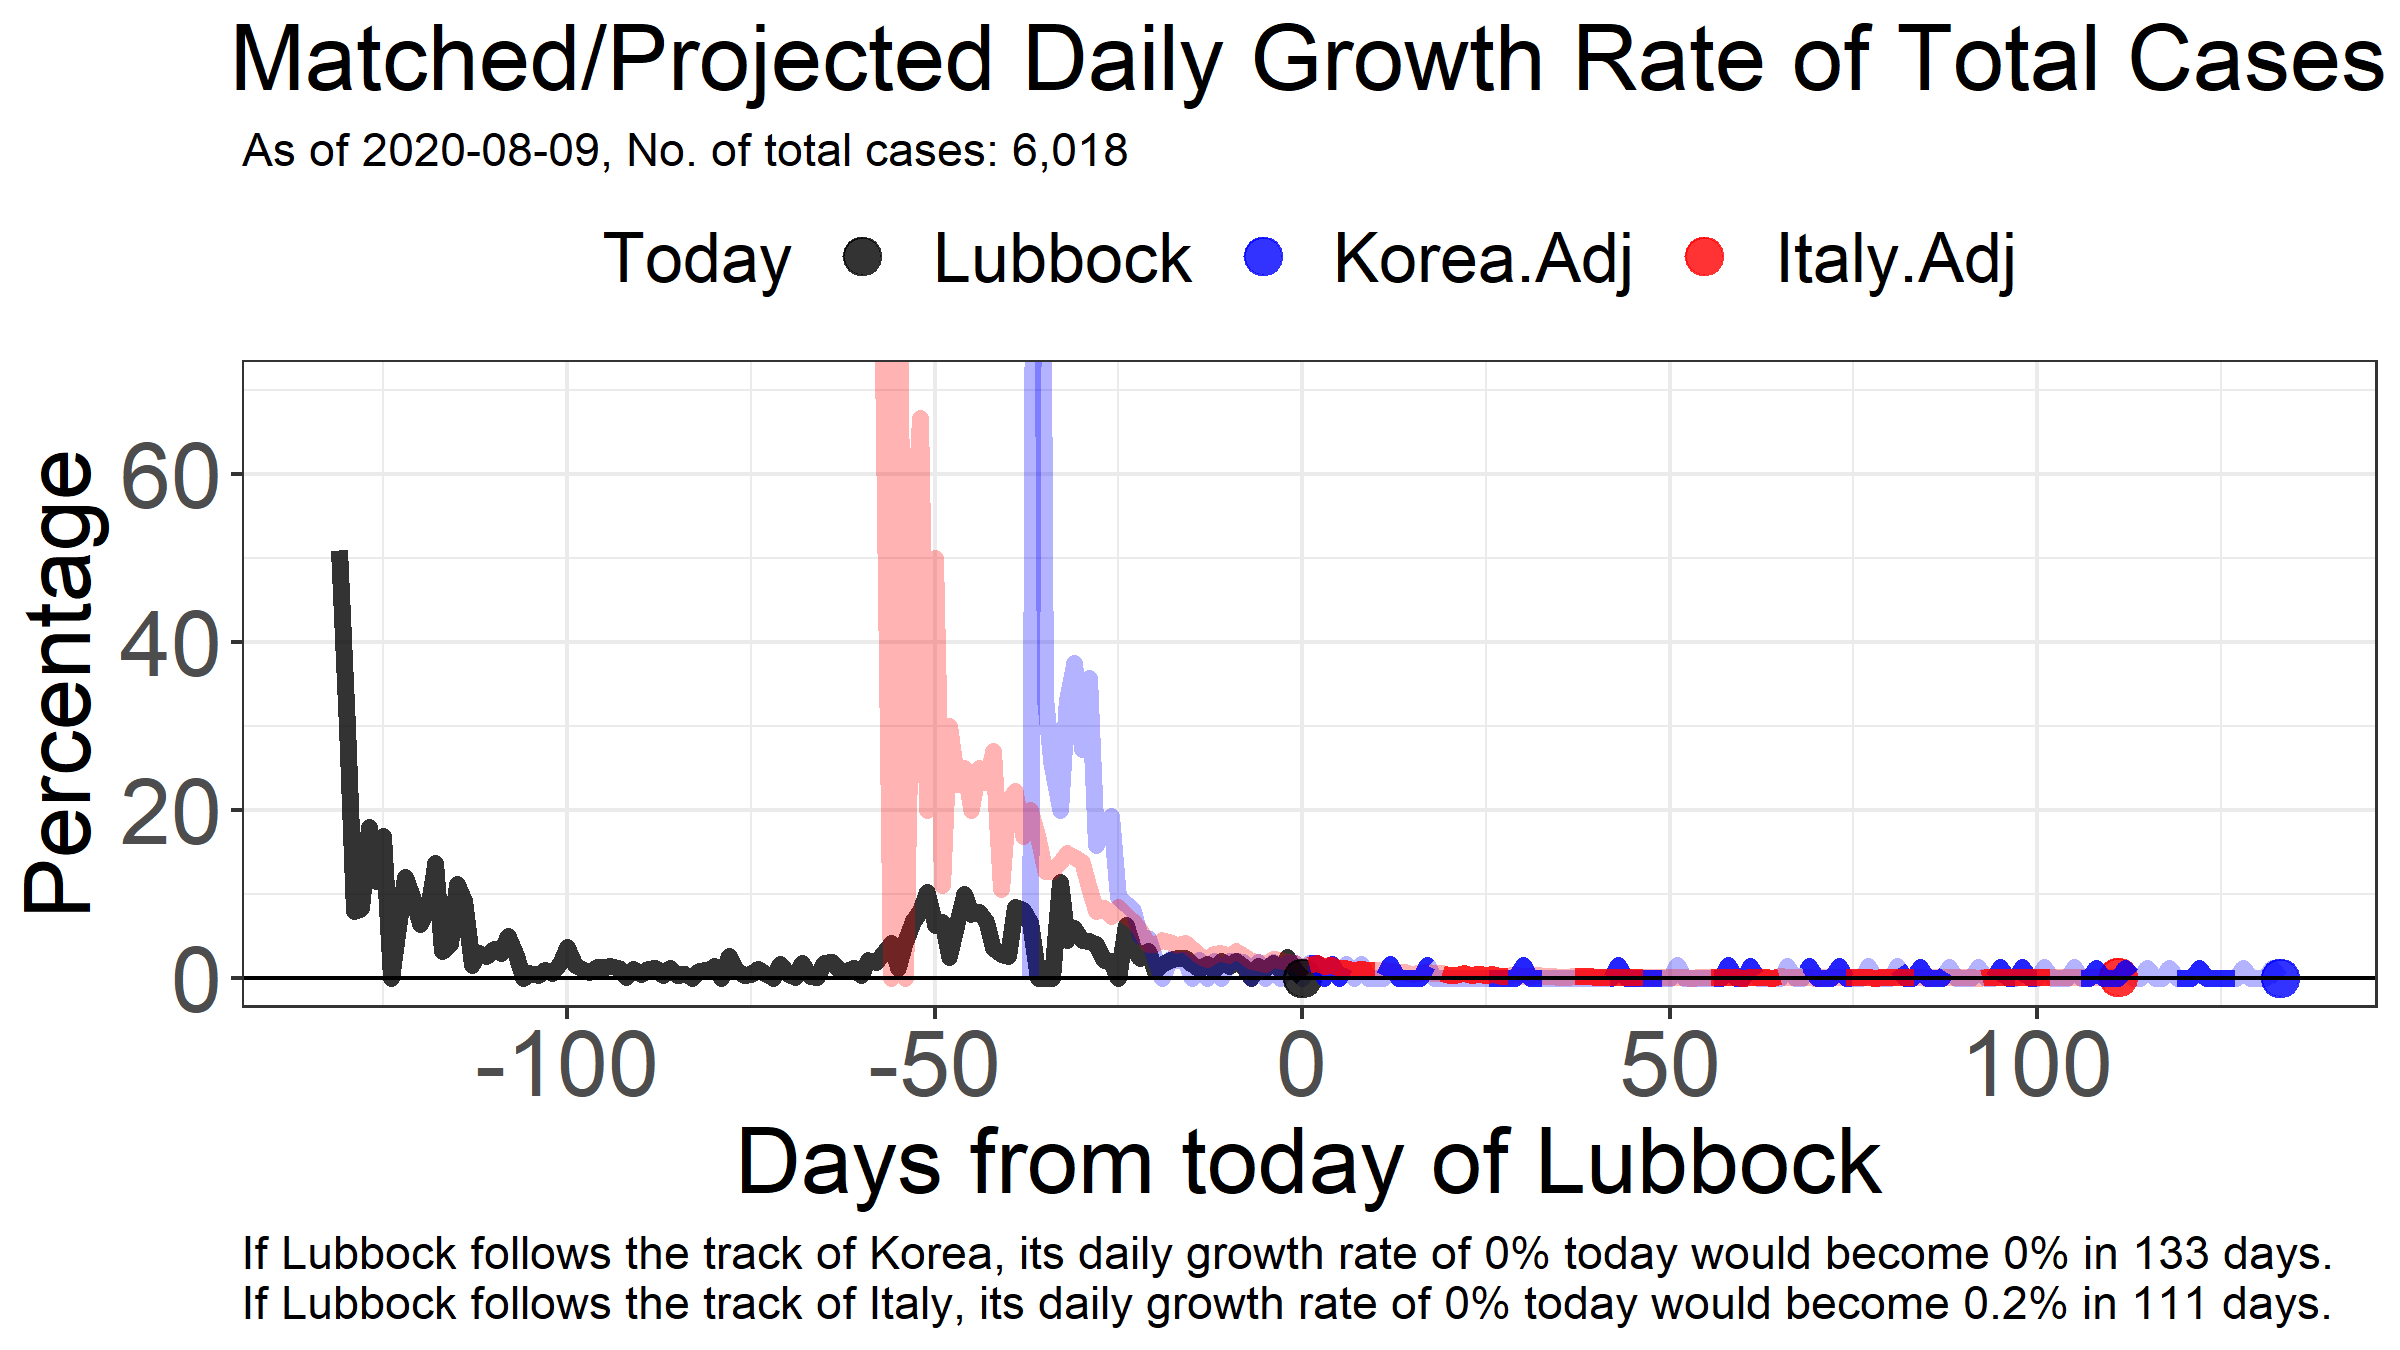 Matched/Projected Daily Growth Rate of Total Cases
As of 2020-08-09, No. of total cases: 6,018
Today Lubbock Korea.Adj Italy.Adj
Percentage
60
40
20
0
-100 -50 0 50 100
Days from today of Lubbock
If Lubbock follows the track of Korea, its daily growth rate of 0% today would become 0% in 133 days.
If Lubbock follows the track of Italy, its daily growth rate of 0% today would become 0.2% in 111 days.